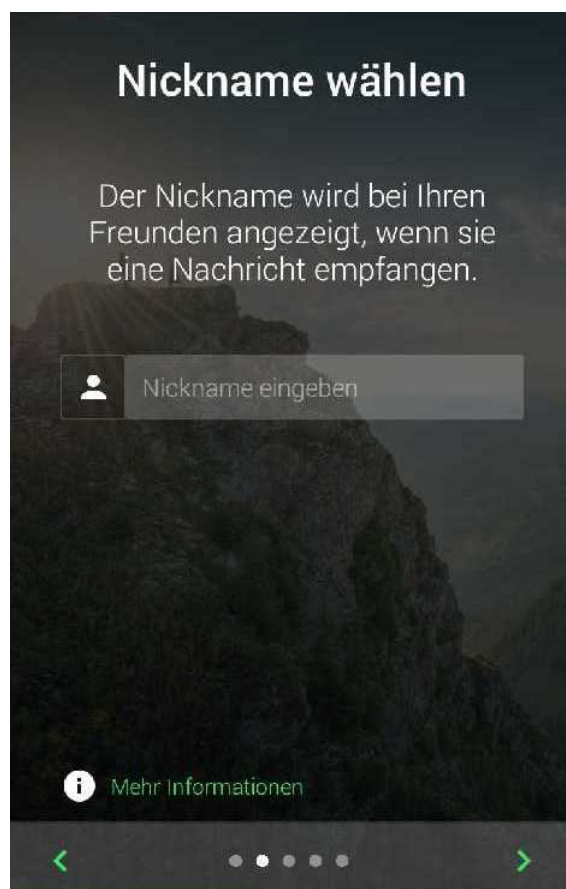 Nickname wählen
Der Nickname wird bei Ihren
Freunden angezeigt, wenn sie
eine Nachricht empfangen.
Nickname eingeben
Mehr Informationen